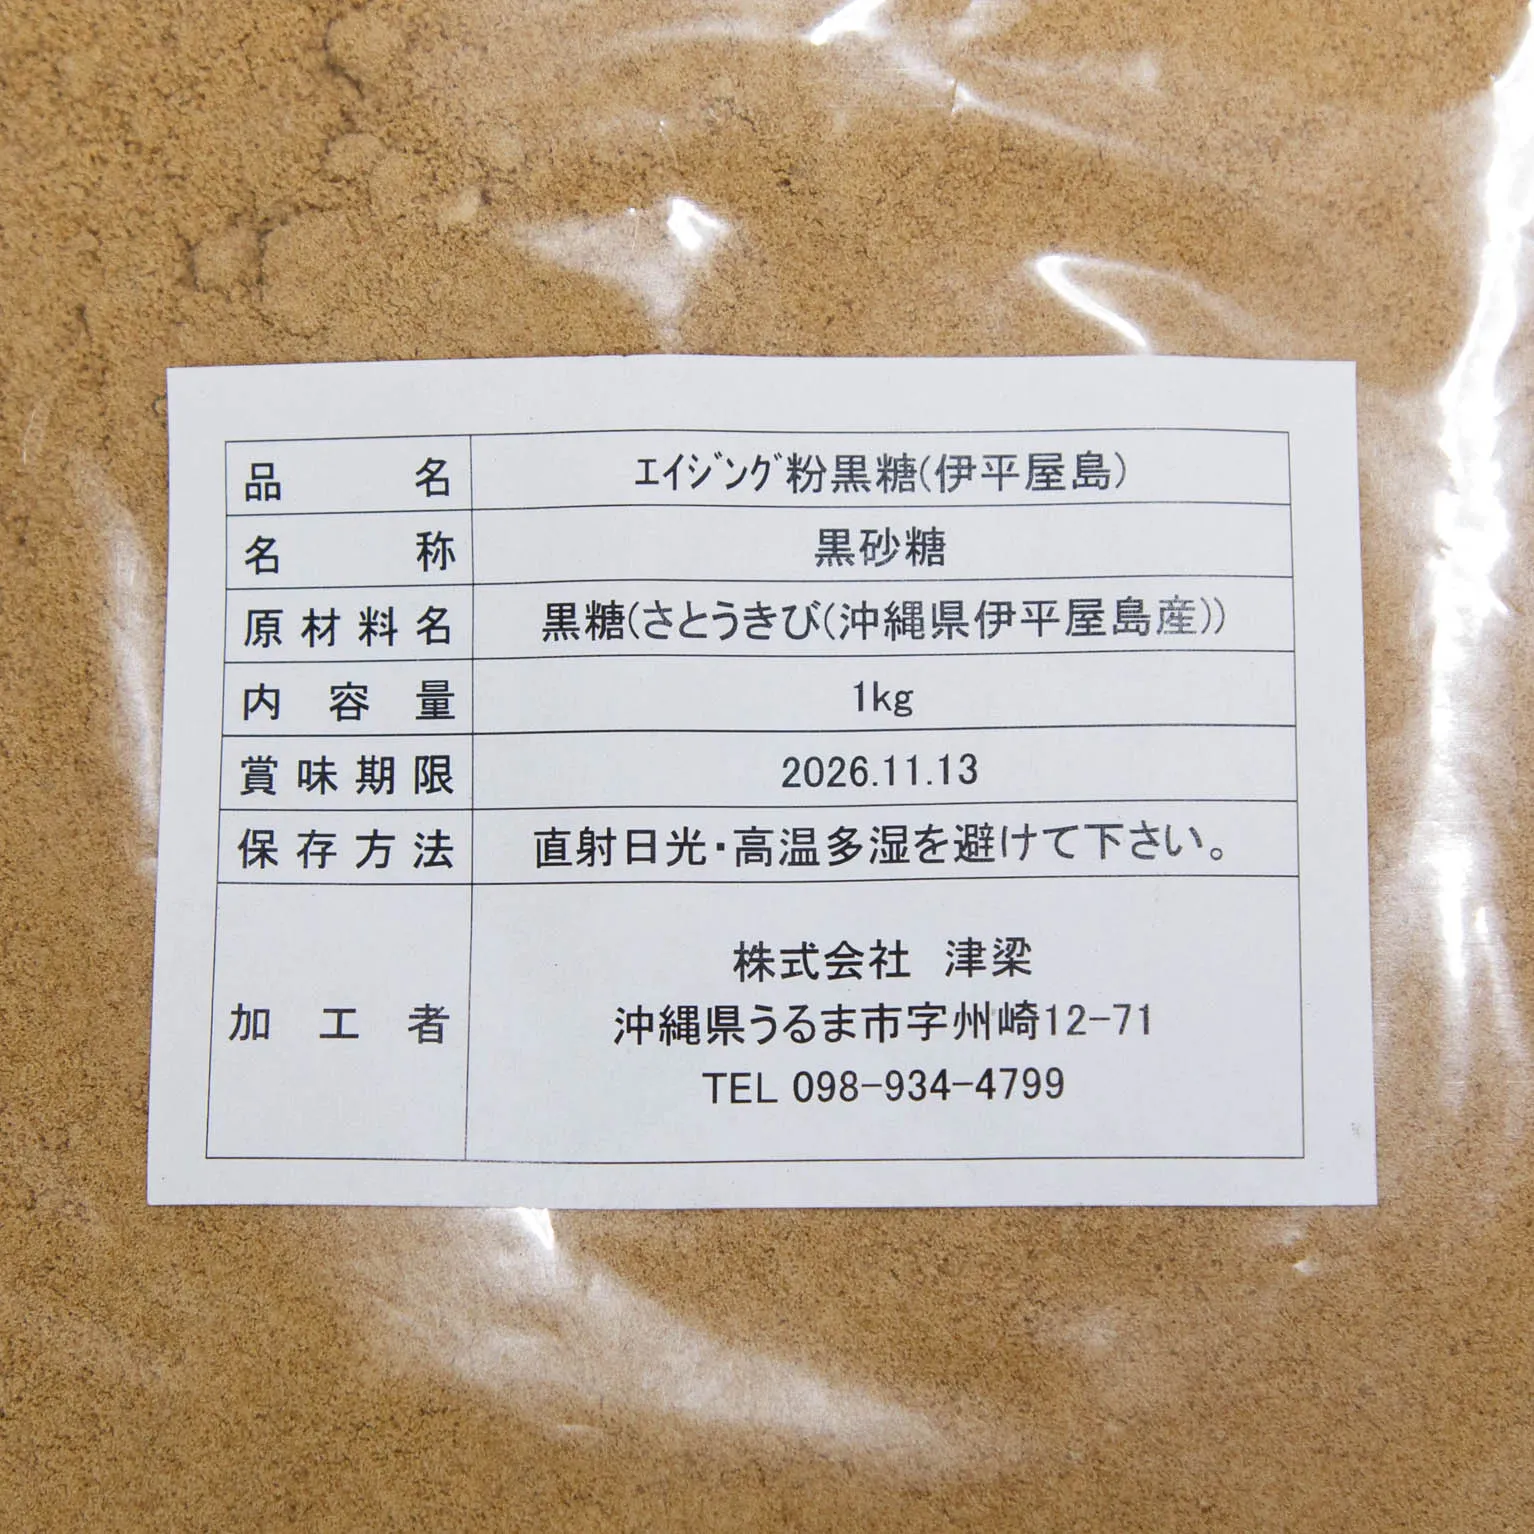 品名 エイジング粉黒糖(伊平屋島)
名称 黒砂糖
原材料名 黒糖(さとうきび(沖縄県伊平屋島産))
内容量 1kg
賞味期限 2026.11.13
保存方法 直射日光・高温多湿を避けて下さい。
加工者 株式会社 津梁
沖縄県うるま市字州崎12-71
TEL 098-934-4799